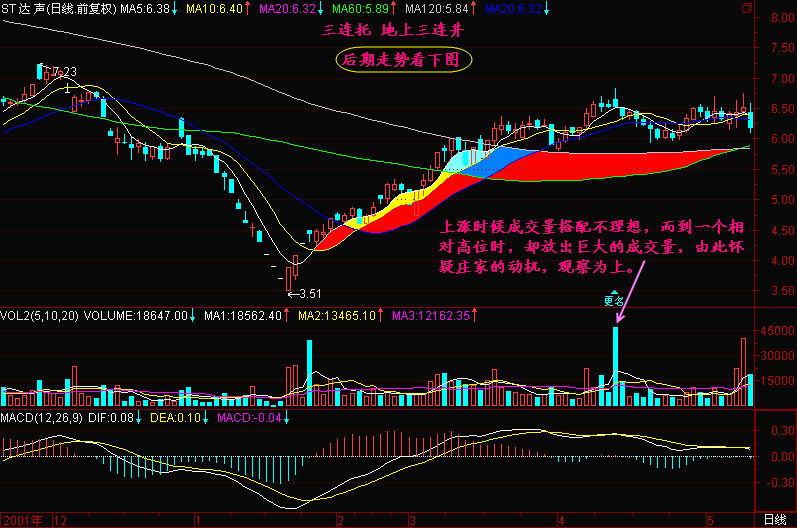 ST达 声(日线.前复权) MA5:6.38↓ MA10:6.40↑ MA20:6.32↓ MA60:5.89↑ MA120:5.84↑ MA20:6.32↓
8.00
三连托 地上三连井
7.50
后期走势看下图
7.23
7.00
6.50
6.00
5.50
5.00
上涨时候成交量搭配不理想，而到一个相
对高位时，却放出巨大的成交量，由此怀
疑庄家的动机，观察为上。
4.50
4.00
3.50
←3.51
更名
VOL2(5,10,20) VOLUME:18647.00↓ MA1:18562.40↑ MA2:13465.10↑ MA3:12162.35↑
45000
30000
15000
MACD(12,26,9) DIF:0.08↓ DEA:0.10↓ MACD:-0.04↓
0.30
0.00
-0.30
2001年 12 1 2 3 4 5 日线